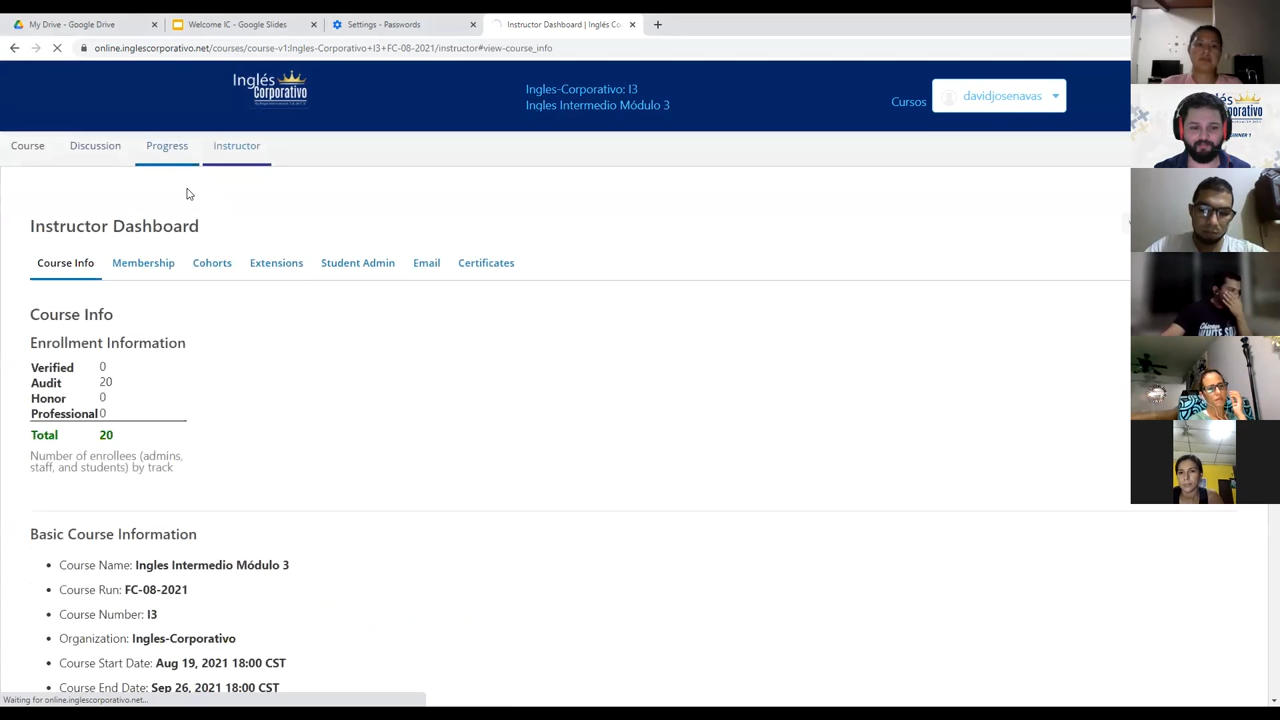 My Drive - Google Drive
Welcome IC - Google Slides
Settings - Passwords
Instructor Dashboard | Inglés Co
online.inglescorporativo.net/courses/course-v1:Ingles-Corporativo+I3+FC-08-2021/instructor#view-course_info
Inglés
Corporativo
Ingles-Corporativo: I3
Ingles Intermedio Módulo 3
Cursos
davidjosenavas
Course
Discussion
Progress
Instructor
Instructor Dashboard
Course Info
Membership
Cohorts
Extensions
Student Admin
Email
Certificates
Course Info
Enrollment Information
Verified 0
Audit 20
Honor 0
Professional 0
Total 20
Number of enrollees (admins,
staff, and students) by track
Basic Course Information
Course Name: Ingles Intermedio Módulo 3
Course Run: FC-08-2021
Course Number: I3
Organization: Ingles-Corporativo
Course Start Date: Aug 19, 2021 18:00 CST
Course End Date: Sep 26, 2021 18:00 CST
Waiting for online.inglescorporativo.net...